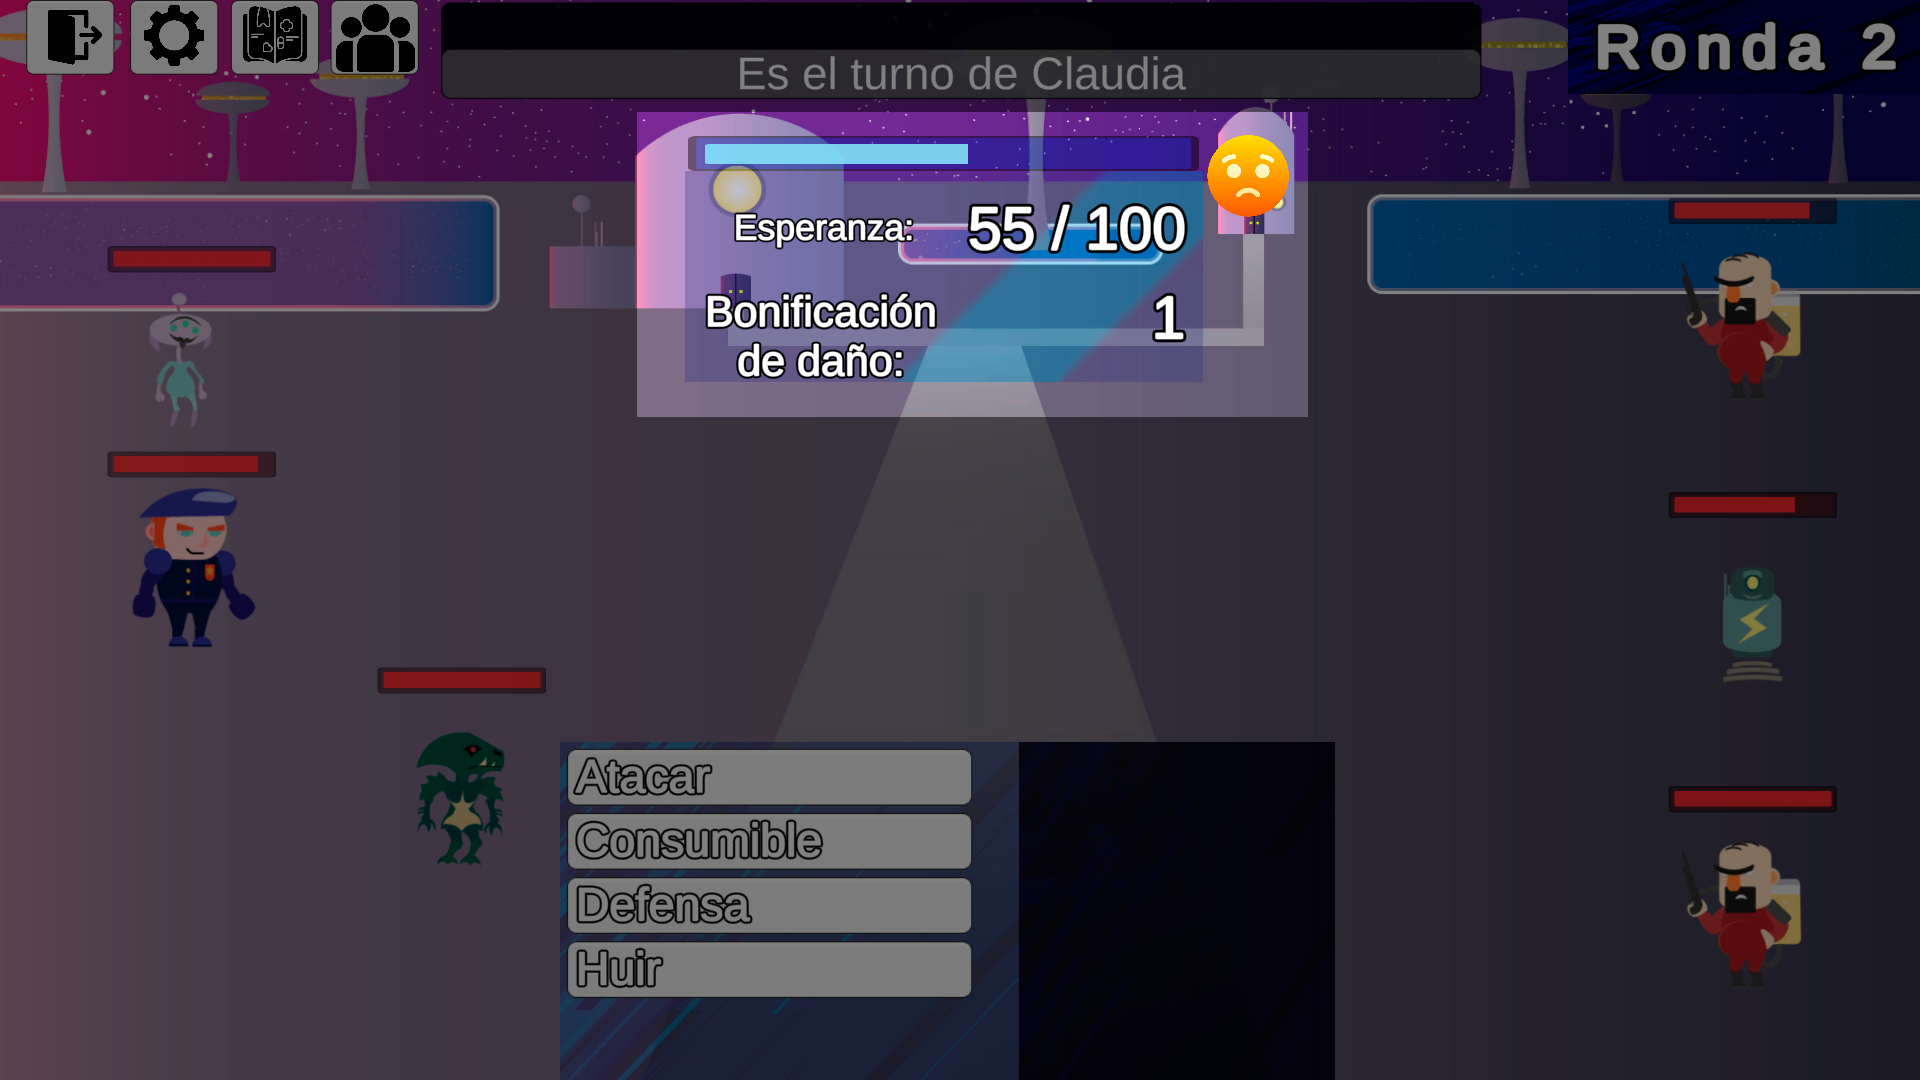 Es el turno de Claudia
Ronda 2
Esperanza: 55 / 100
Bonificación 1
de daño:
Atacar
Consumible
Defensa
Huir